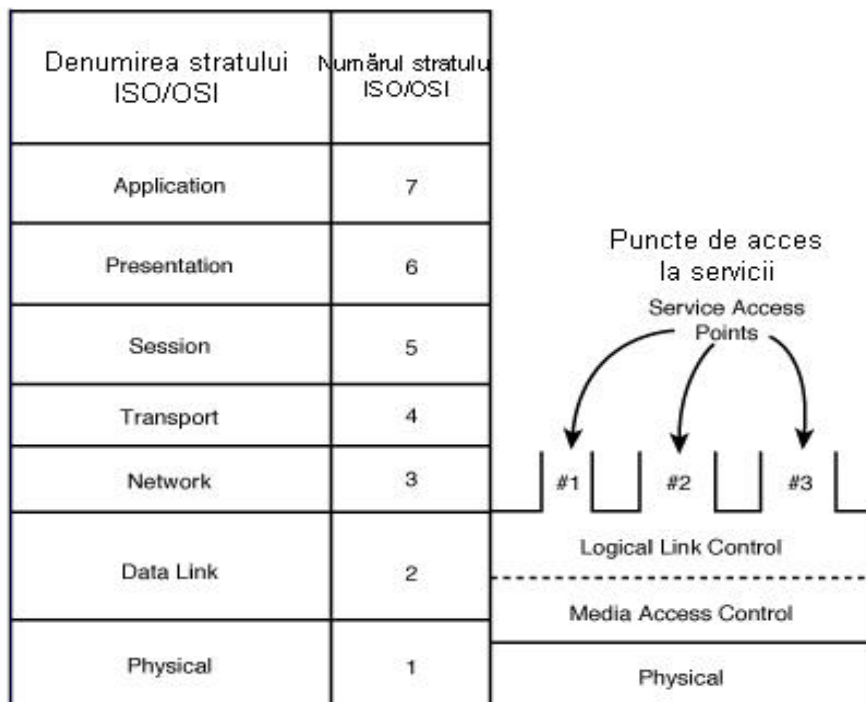 Denumirea stratului
ISO/OSI
Numărul stratulu
ISO/OSI
Application
7
Presentation
6
Session
5
Transport
4
Network
3
Data Link
2
Physical
1
Puncte de acces
la servicii
Service Access
Points
#1
#2
#3
Logical Link Control
Media Access Control
Physical